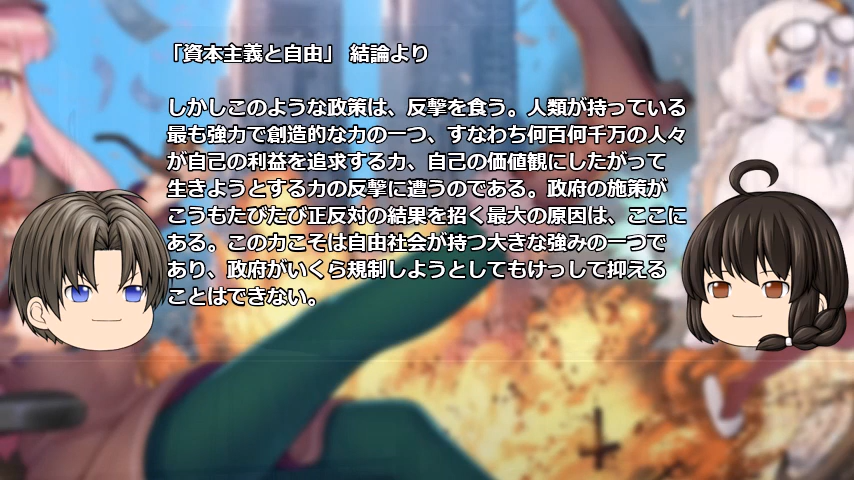 「資本主義と自由」 結論より
しかしこのような政策は、反撃を食う。人類が持っている
最も強力で創造的な力の一つ、すなわち何百何千万の人々
が自己の利益を追求する力、自己の価値観にしたがって
生きようとする力の反撃に遭うのである。政府の施策が
こうもたびたび正反対の結果を招く最大の原因は、ここに
ある。この力こそは自由社会が持つ大きな強みの一つで
あり、政府がいくら規制しようとしてもけっして抑える
ことはできない。